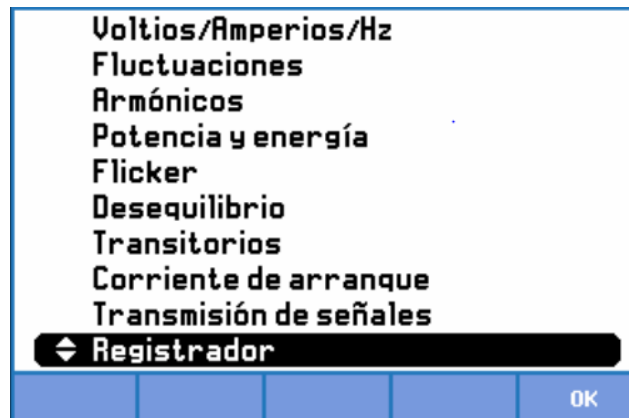 Voltios/Amperios/Hz
Fluctuaciones
Armónicos
Potencia y energía
Flicker
Desequilibrio
Transitorios
Corriente de arranque
Transmisión de señales
Registrador
OK